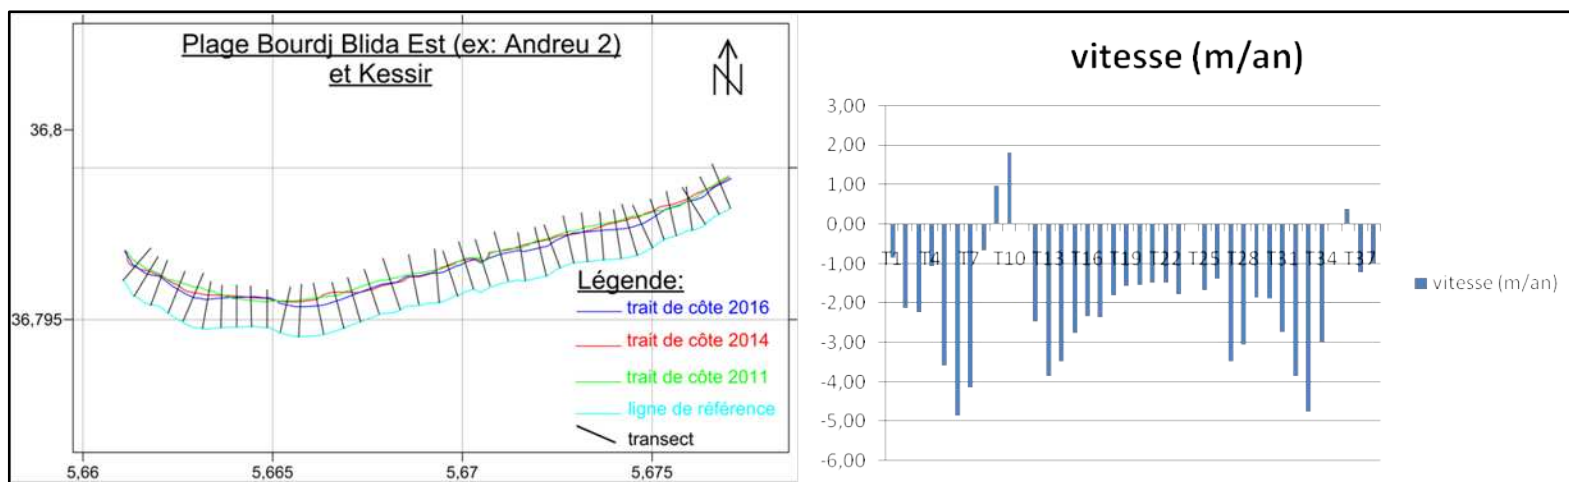 Plage Bourdj Blida Est (ex: Andreu 2)
et Kessir
N
36,8
36,795
5,66
5,665
5,67
5,675
Légende:
trait de côte 2016
trait de côte 2014
trait de côte 2011
ligne de référence
transect
vitesse (m/an)
3,00
2,00
1,00
0,00
-1,00
-2,00
-3,00
-4,00
-5,00
-6,00
T1 T4 T7 T10 T13 T16 T19 T22 T25 T28 T31 T34 T37
vitesse (m/an)